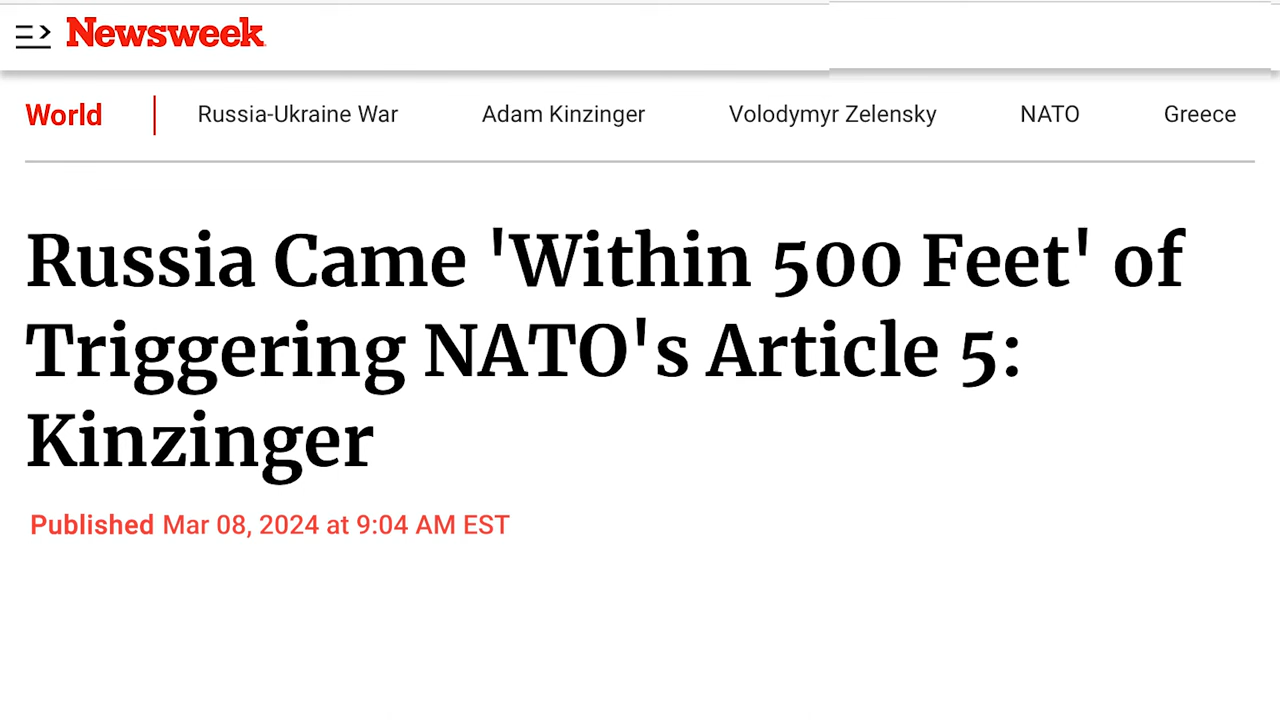 Newsweek
World Russia-Ukraine War Adam Kinzinger Volodymyr Zelensky NATO Greece
Russia Came 'Within 500 Feet' of
Triggering NATO's Article 5:
Kinzinger
Published Mar 08, 2024 at 9:04 AM EST